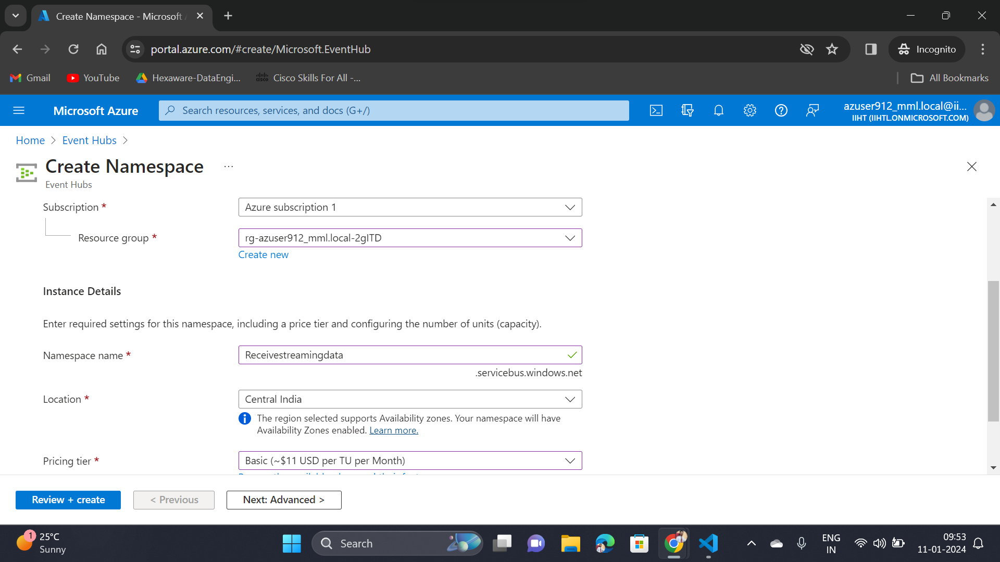 Create Namespace - Microsoft
portal.azure.com/#create/Microsoft.EventHub
Incognito
Gmail
YouTube
Hexaware-DataEngi...
Cisco Skills For All -...
All Bookmarks
Microsoft Azure
Search resources, services, and docs (G+/)
azuser912_mml.local@ii...
IIHT (IIHTL.ONMICROSOFT.COM)
Home > Event Hubs >
Create Namespace ...
Event Hubs
Subscription *
Azure subscription 1
Resource group *
rg-azuser912_mml.local-2gITD
Create new
Instance Details
Enter required settings for this namespace, including a price tier and configuring the number of units (capacity).
Namespace name *
Receivestreamingdata
.servicebus.windows.net
Location *
Central India
The region selected supports Availability zones. Your namespace will have
Availability Zones enabled. Learn more.
Pricing tier *
Basic (~$11 USD per TU per Month)
Review + create
< Previous
Next: Advanced >
1
25°C
Sunny
Search
ENG
IN
09:53
11-01-2024